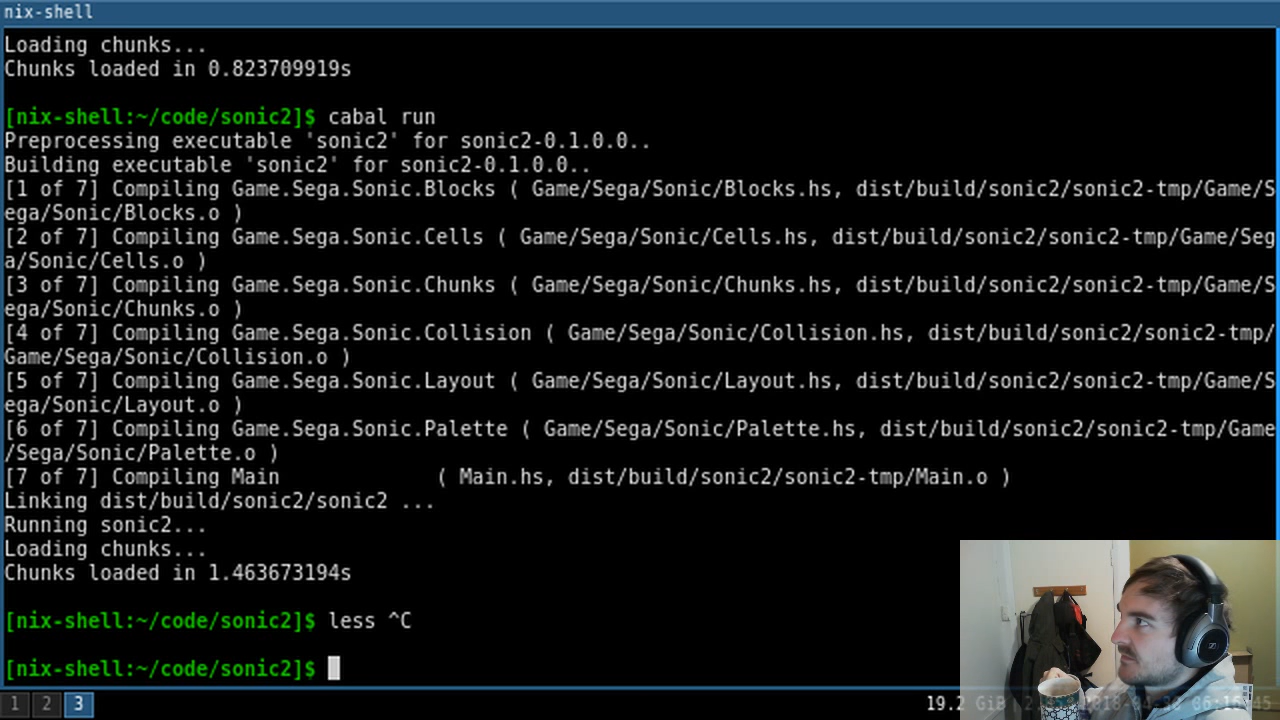 nix-shell
Loading chunks...
Chunks loaded in 0.823709919s
[nix-shell:~/code/sonic2]$ cabal run
Preprocessing executable 'sonic2' for sonic2-0.1.0.0..
Building executable 'sonic2' for sonic2-0.1.0.0..
[1 of 7] Compiling Game.Sega.Sonic.Blocks ( Game/Sega/Sonic/Blocks.hs, dist/build/sonic2/sonic2-tmp/Game/S
ega/Sonic/Blocks.o )
[2 of 7] Compiling Game.Sega.Sonic.Cells ( Game/Sega/Sonic/Cells.hs, dist/build/sonic2/sonic2-tmp/Game/Seg
a/Sonic/Cells.o )
[3 of 7] Compiling Game.Sega.Sonic.Chunks ( Game/Sega/Sonic/Chunks.hs, dist/build/sonic2/sonic2-tmp/Game/S
ega/Sonic/Chunks.o )
[4 of 7] Compiling Game.Sega.Sonic.Collision ( Game/Sega/Sonic/Collision.hs, dist/build/sonic2/sonic2-tmp/
Game/Sega/Sonic/Collision.o )
[5 of 7] Compiling Game.Sega.Sonic.Layout ( Game/Sega/Sonic/Layout.hs, dist/build/sonic2/sonic2-tmp/Game/S
ega/Sonic/Layout.o )
[6 of 7] Compiling Game.Sega.Sonic.Palette ( Game/Sega/Sonic/Palette.hs, dist/build/sonic2/sonic2-tmp/Game
/Sega/Sonic/Palette.o )
[7 of 7] Compiling Main ( Main.hs, dist/build/sonic2/sonic2-tmp/Main.o )
Linking dist/build/sonic2/sonic2 ...
Running sonic2...
Loading chunks...
Chunks loaded in 1.463673194s
[nix-shell:~/code/sonic2]$ less ^C
[nix-shell:~/code/sonic2]$
1 2 3 19.2 GiB